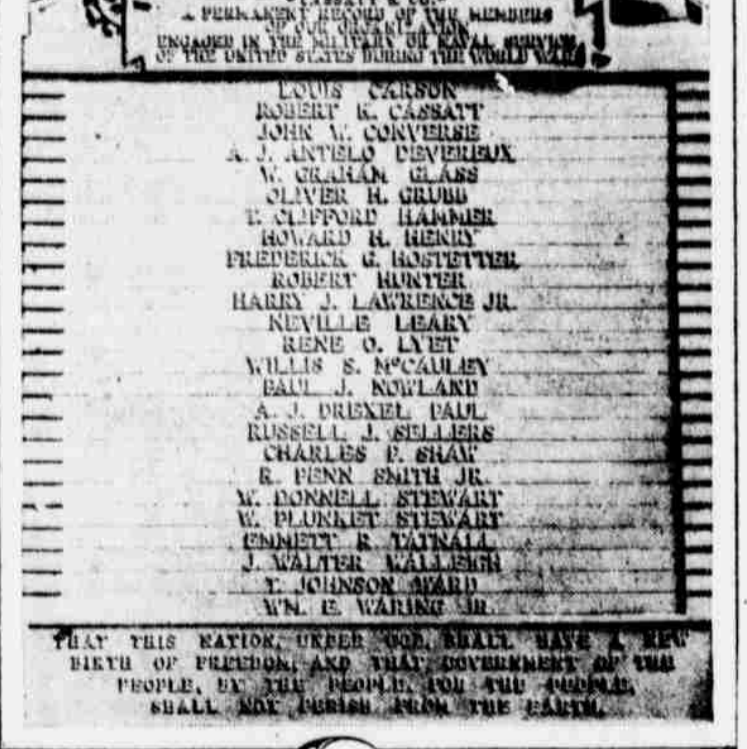 CASSATT & CO.
A PERMANENT RECORD OF THE MEMBERS
OF OUR ORGANIZATION
ENGAGED IN THE MILITARY OR NAVAL SERVICE
OF THE UNITED STATES DURING THE WORLD WAR
LOUIS CARSON
ROBERT K. CASSATT
JOHN W. CONVERSE
A. J. ANTELO DEVEREUX
W. GRAHAM GLASS
OLIVER H. GRUBB
T. CLIFFORD HAMMER
HOWARD H. HENRY
FREDERICK G. HOSTETTER
ROBERT HUNTER
HARRY J. LAWRENCE JR.
NEVILLE LEARY
RENE O. LYET
WILLIS S. McCAULEY
PAUL J. NOWLAND
A. J. DREXEL PAUL
RUSSELL J. SELLERS
CHARLES P. SHAW
R. PENN SMITH JR.
W. DONNELL STEWART
W. PLUNKET STEWART
EMMETT R. TATNALL
J. WALTER WALLEIGH
T. JOHNSON WARD
WM. E. WARING JR.
THAT THIS NATION, UNDER GOD, SHALL HAVE A NEW
BIRTH OF FREEDOM, AND THAT GOVERNMENT OF THE
PEOPLE, BY THE PEOPLE, FOR THE PEOPLE,
SHALL NOT PERISH FROM THE EARTH.